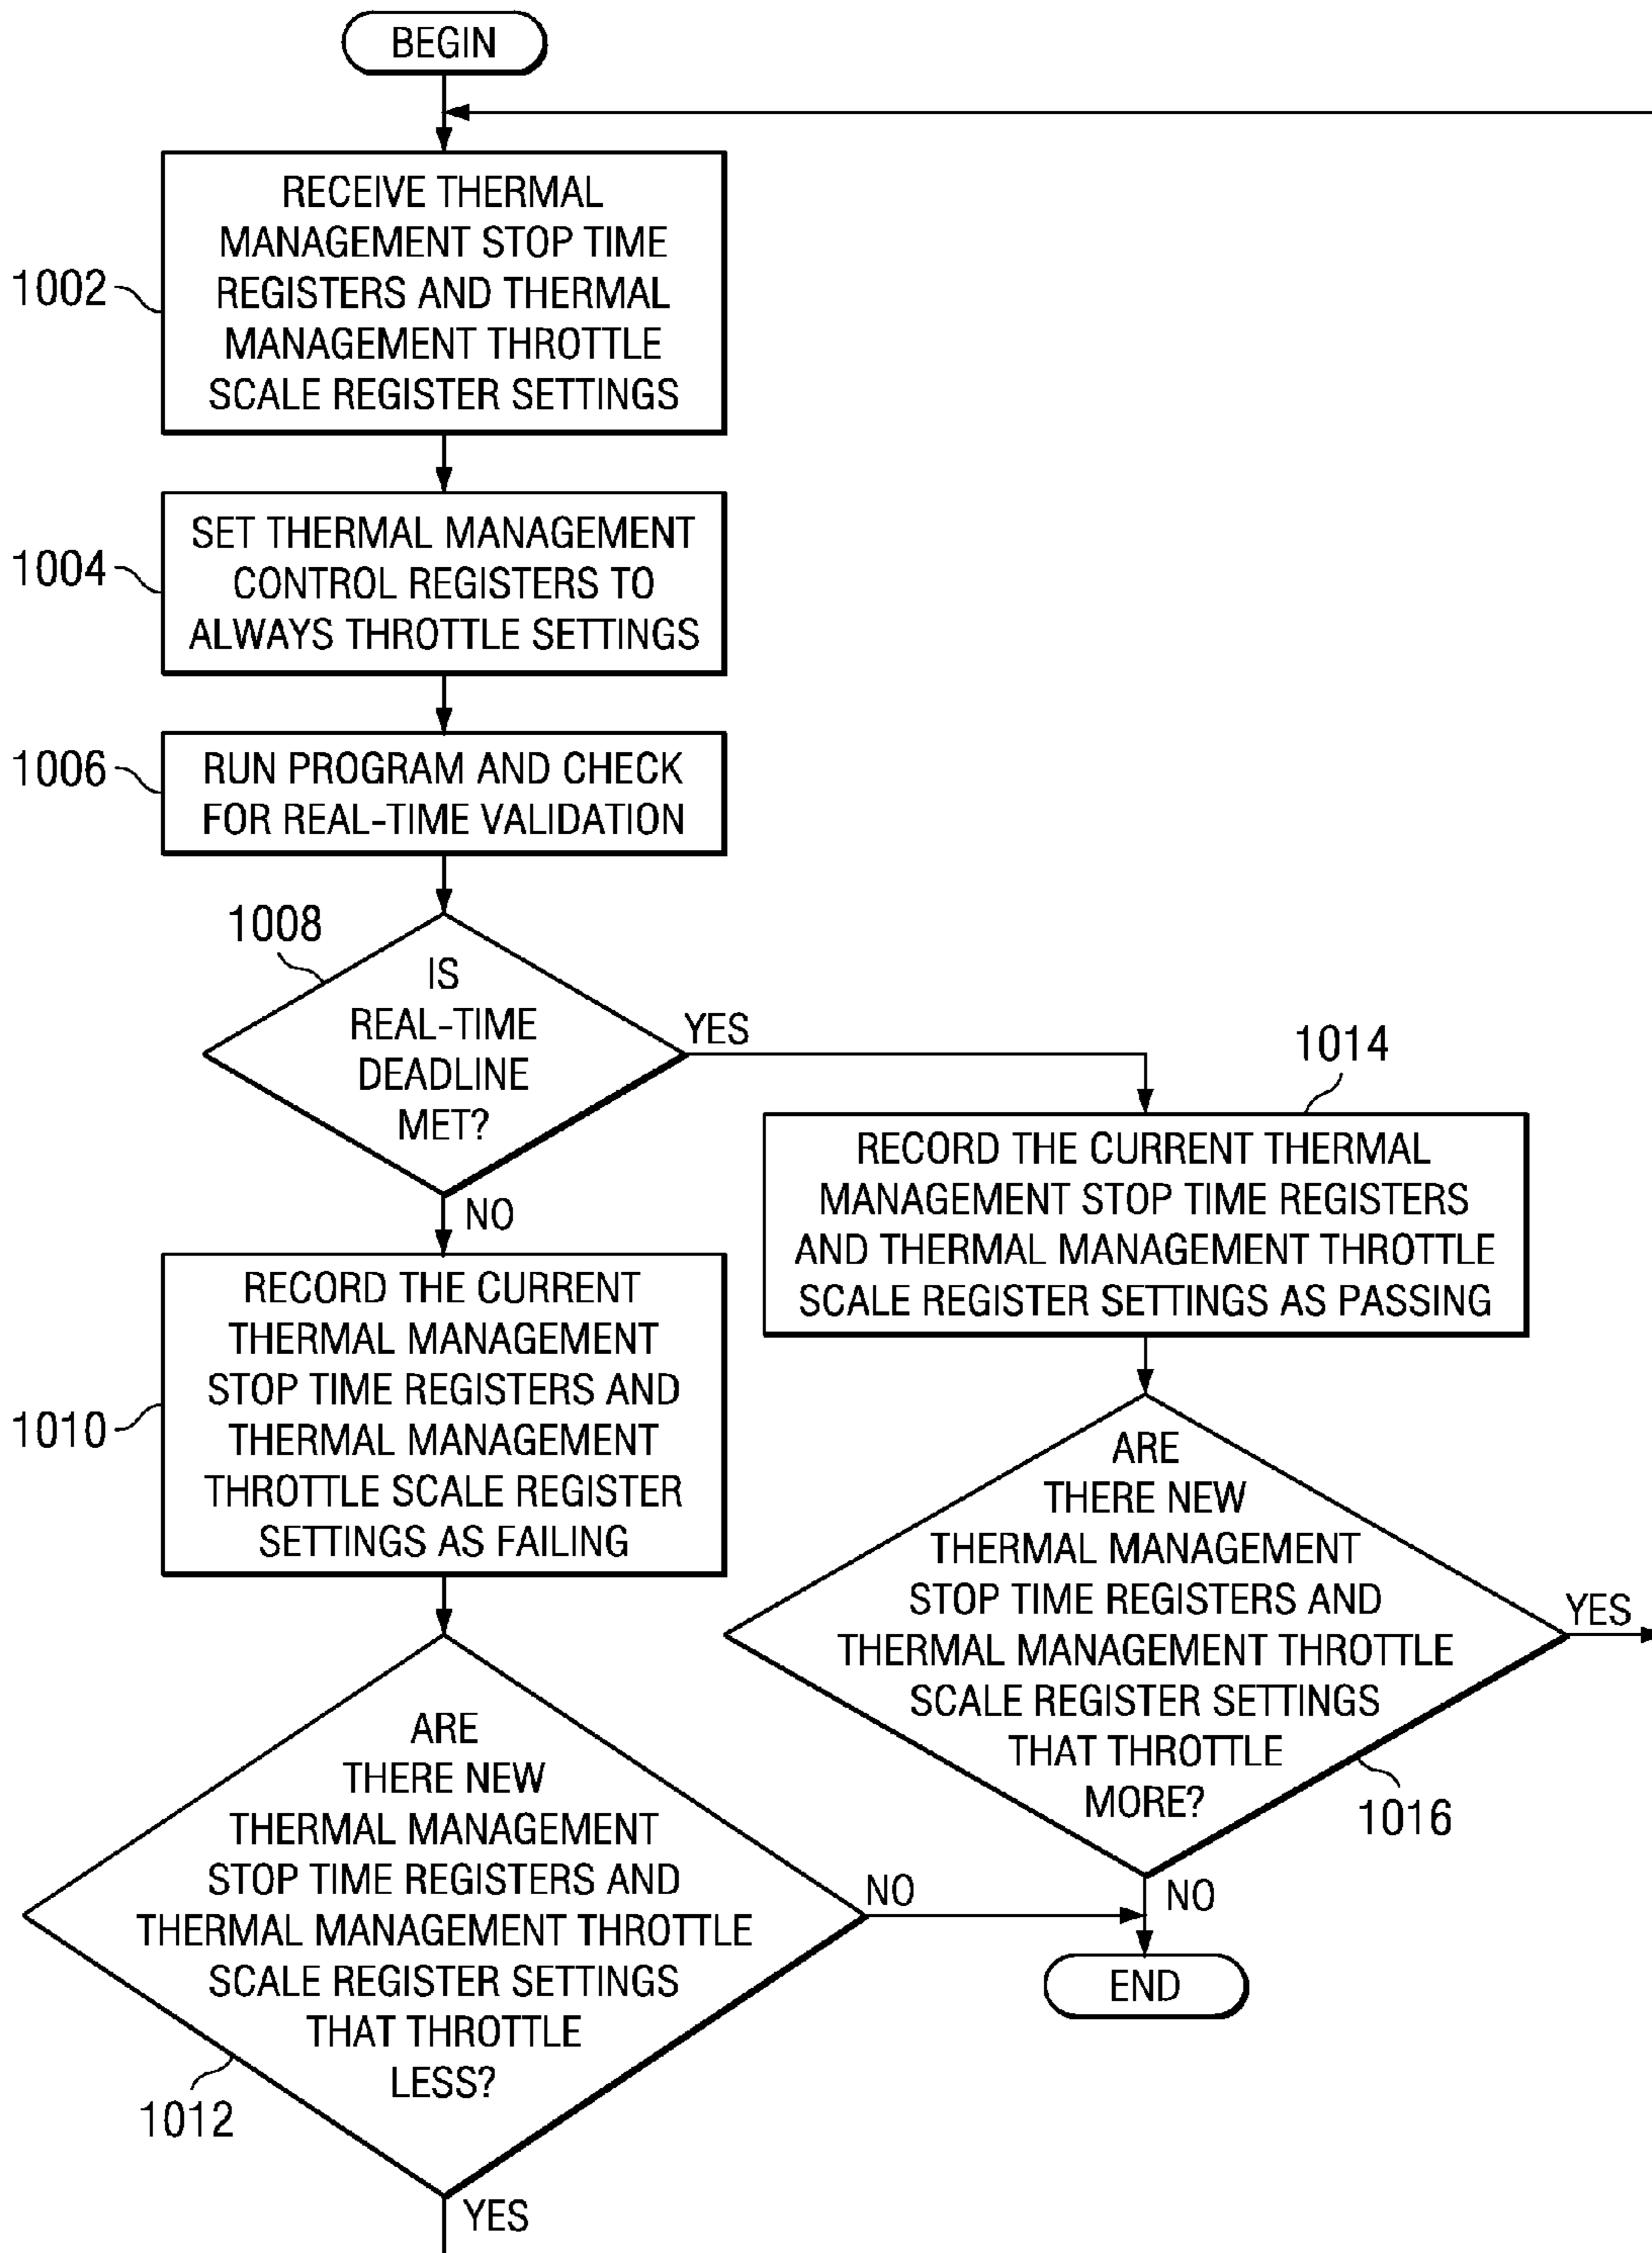 BEGIN
1002
RECEIVE THERMAL
MANAGEMENT STOP TIME
REGISTERS AND THERMAL
MANAGEMENT THROTTLE
SCALE REGISTER SETTINGS
1004
SET THERMAL MANAGEMENT
CONTROL REGISTERS TO
ALWAYS THROTTLE SETTINGS
1006
RUN PROGRAM AND CHECK
FOR REAL-TIME VALIDATION
1008
IS
REAL-TIME
DEADLINE
MET?
YES
NO
1014
RECORD THE CURRENT THERMAL
MANAGEMENT STOP TIME REGISTERS
AND THERMAL MANAGEMENT THROTTLE
SCALE REGISTER SETTINGS AS PASSING
1010
RECORD THE CURRENT
THERMAL MANAGEMENT
STOP TIME REGISTERS AND
THERMAL MANAGEMENT
THROTTLE SCALE REGISTER
SETTINGS AS FAILING
ARE
THERE NEW
THERMAL MANAGEMENT
STOP TIME REGISTERS AND
THERMAL MANAGEMENT THROTTLE
SCALE REGISTER SETTINGS
THAT THROTTLE
MORE?
YES
1016
NO
ARE
THERE NEW
THERMAL MANAGEMENT
STOP TIME REGISTERS AND
THERMAL MANAGEMENT THROTTLE
SCALE REGISTER SETTINGS
THAT THROTTLE
LESS?
NO
1012
YES
END